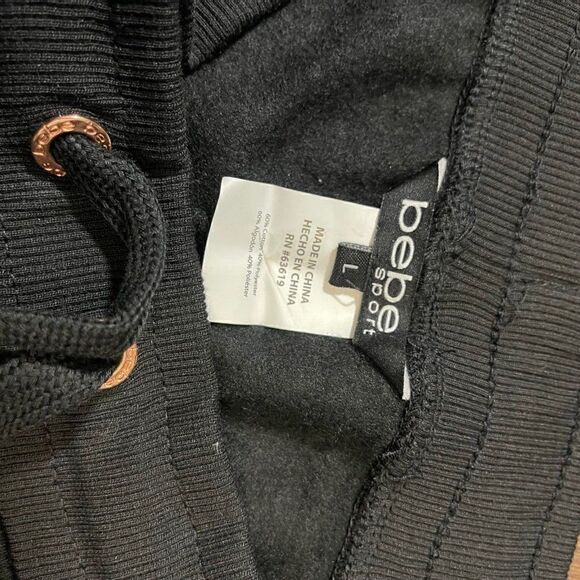 bebe
sport
L
MADE IN CHINA
HECHO EN CHINA
RN #63619
60% Cotton 40% Polyester
60% Algodón 40% Poliéster
bebe be